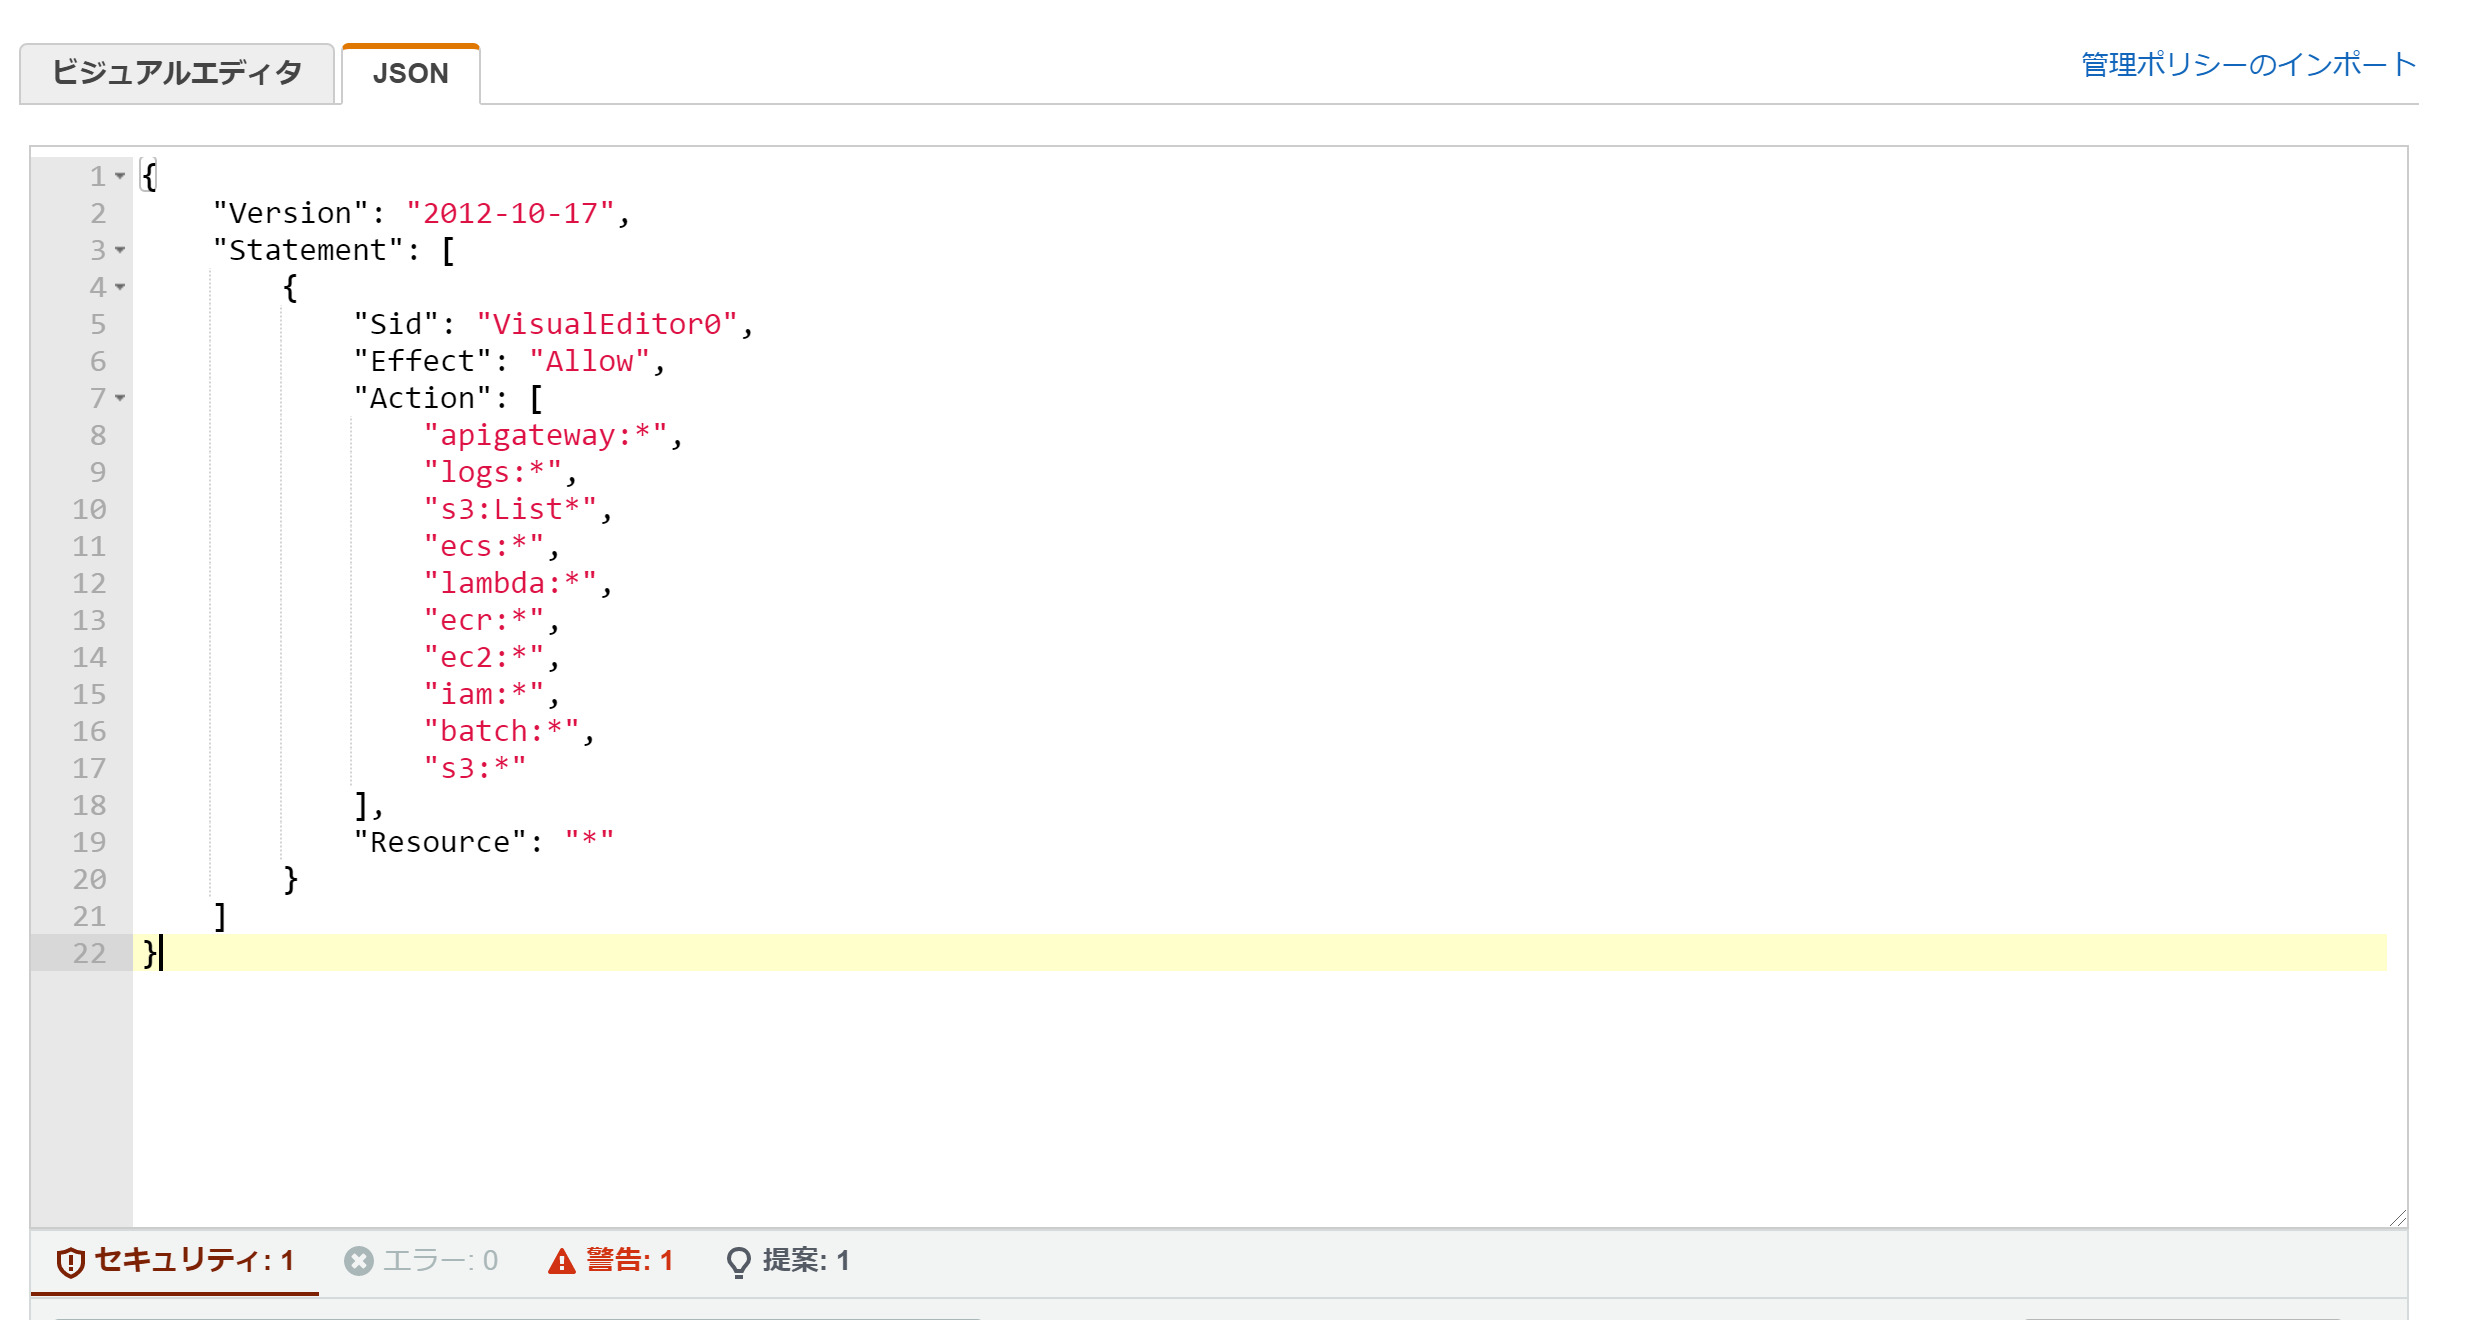 ビジュアルエディタ JSON 管理ポリシーのインポート
1 {
2 "Version": "2012-10-17",
3 "Statement": [
4 {
5 "Sid": "VisualEditor0",
6 "Effect": "Allow",
7 "Action": [
8 "apigateway:*",
9 "logs:*",
10 "s3:List*",
11 "ecs:*",
12 "lambda:*",
13 "ecr:*",
14 "ec2:*",
15 "iam:*",
16 "batch:*",
17 "s3:*"
18 ],
19 "Resource": "*"
20 }
21 ]
22 }
セキュリティ: 1 エラー: 0 警告: 1 提案: 1